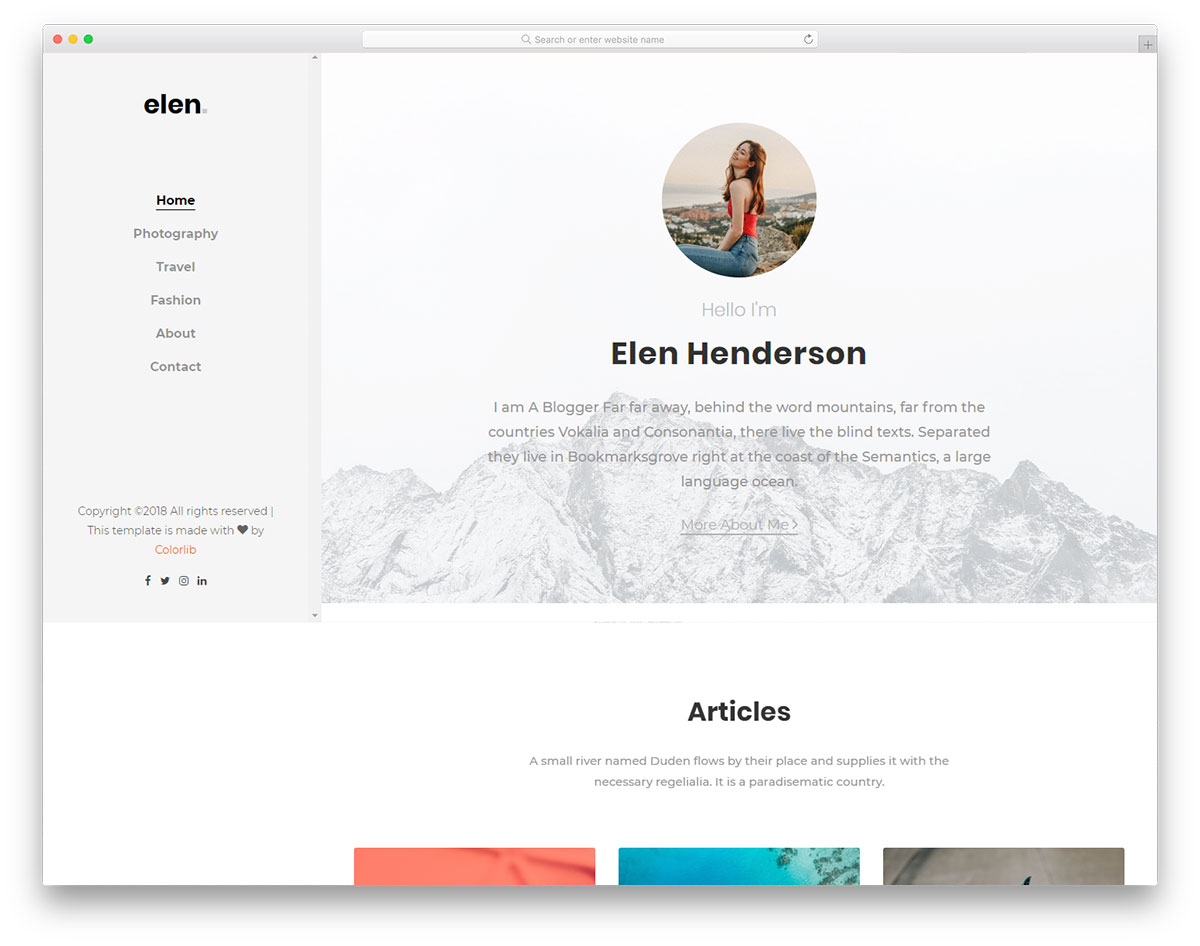 Search or enter website name
elen.
Home
Photography
Travel
Fashion
About
Contact
Copyright ©2018 All rights reserved |
This template is made with ♥ by
Colorlib
Hello I'm
Elen Henderson
I am A Blogger Far far away, behind the word mountains, far from the
countries Vokalia and Consonantia, there live the blind texts. Separated
they live in Bookmarksgrove right at the coast of the Semantics, a large
language ocean.
More About Me
Articles
A small river named Duden flows by their place and supplies it with the
necessary regelialia. It is a paradisematic country.